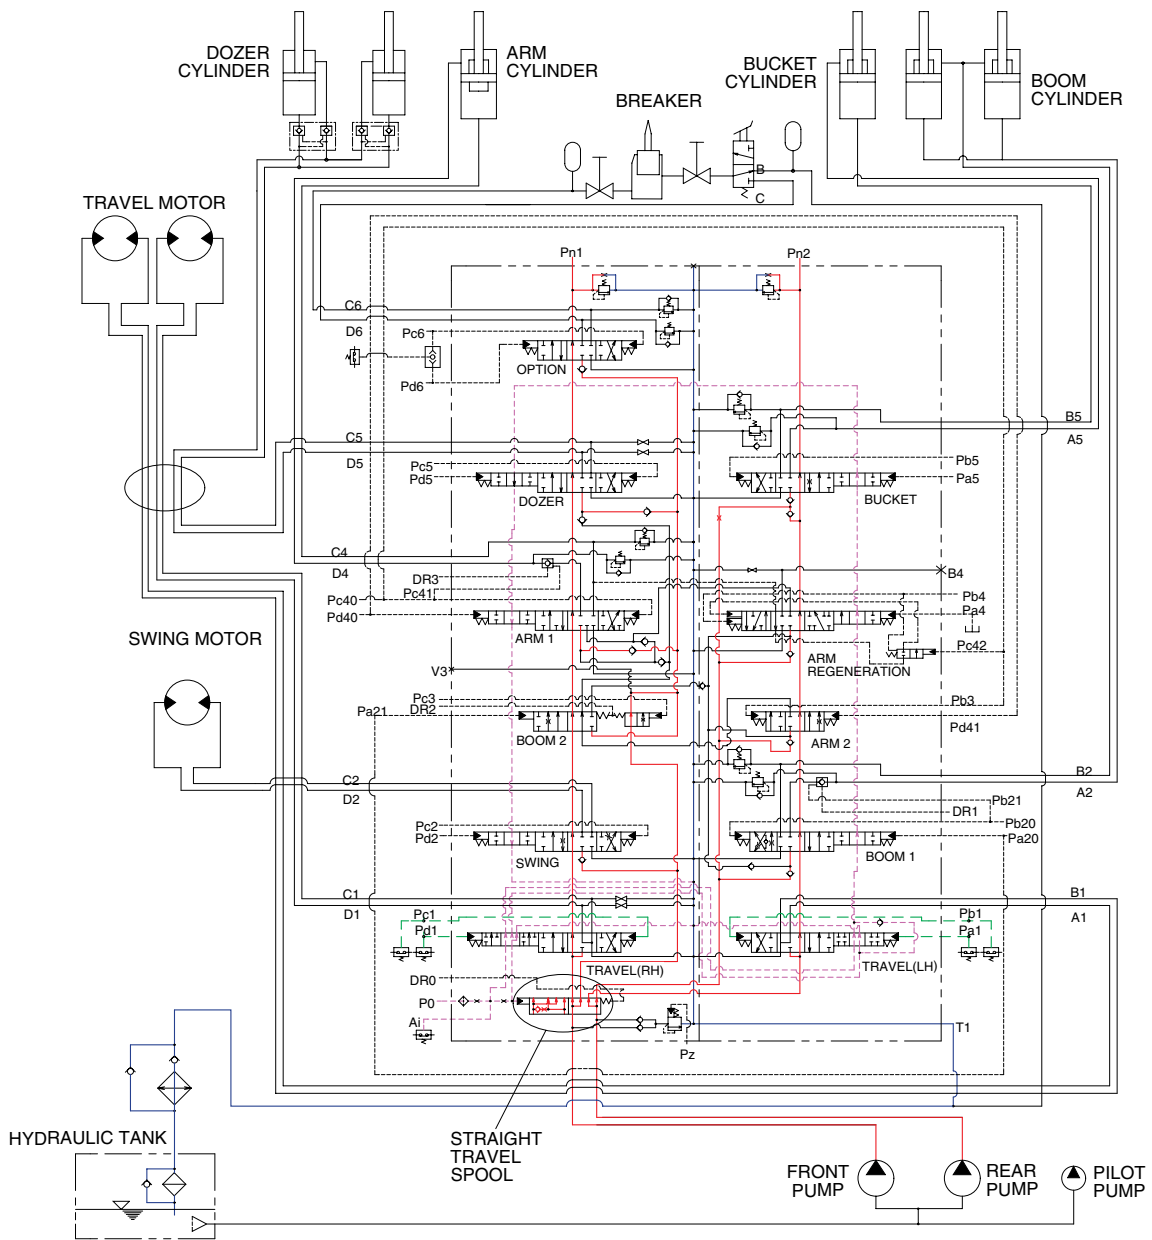 DOZER
CYLINDER
ARM
CYLINDER
BUCKET
CYLINDER
BOOM
CYLINDER
BREAKER
B
C
TRAVEL MOTOR
Pn1
Pn2
C6
D6
Pc6
Pd6
OPTION
B5
A5
C5
D5
Pc5
Pd5
DOZER
Pb5
Pa5
BUCKET
C4
D4
DR3
Pc40
Pc41
Pd40
ARM 1
B4
Pb4
Pa4
Pc42
ARM
REGENERATION
SWING MOTOR
V3
Pc3
DR2
Pa21
BOOM 2
Pb3
Pd41
ARM 2
C2
D2
B2
A2
Pb21
DR1
Pb20
Pa20
Pc2
Pd2
SWING
BOOM 1
C1
D1
B1
A1
Pc1
Pd1
Pb1
Pa1
TRAVEL(RH)
TRAVEL(LH)
DR0
P0
Ai
Pz
T1
HYDRAULIC TANK
STRAIGHT
TRAVEL
SPOOL
FRONT
PUMP
REAR
PUMP
PILOT
PUMP